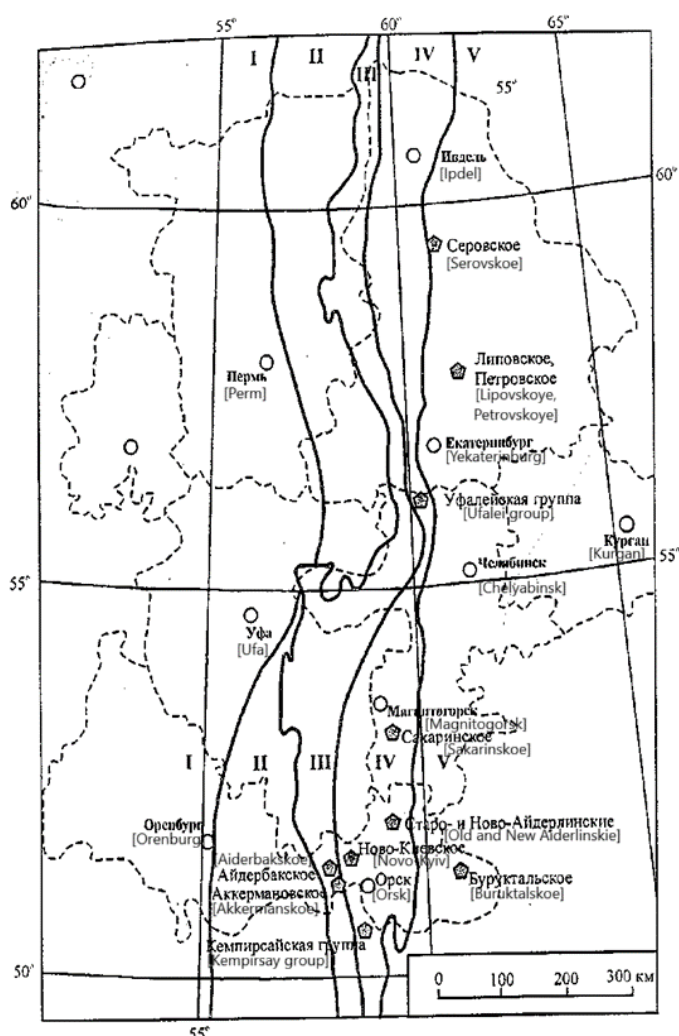 55°
60°
65°
I
II
III
IV
V
55°
Ивдель
[Ipdel]
60°
60°
Серовское
[Serovskoe]
Липовское,
Петровское
[Lipovskoye,
Petrovskoye]
Пермь
[Perm]
Екатеринбург
[Yekaterinburg]
Уфалейская группа
[Ufalei group]
Курган
[Kurgan]
55°
55°
Челябинск
[Chelyabinsk]
Уфа
[Ufa]
Магнитогорск
[Magnitogorsk]
Сакаринское
[Sakarinskoe]
I
II
III
IV
V
Оренбург
[Orenburg]
Старо- и Ново-Айдерлинские
[Old and New Aiderlinskie]
Ново-Киевское
[Novo-Kyiv]
[Aiderbakskoe]
Айдербакское
Аккермановское
[Akkermanskoe]
Орск
[Orsk]
Буруктальское
[Buruktalskoe]
Кемпирсайская группа
[Kempirsay group]
50°
0 100 200 300 км
55°